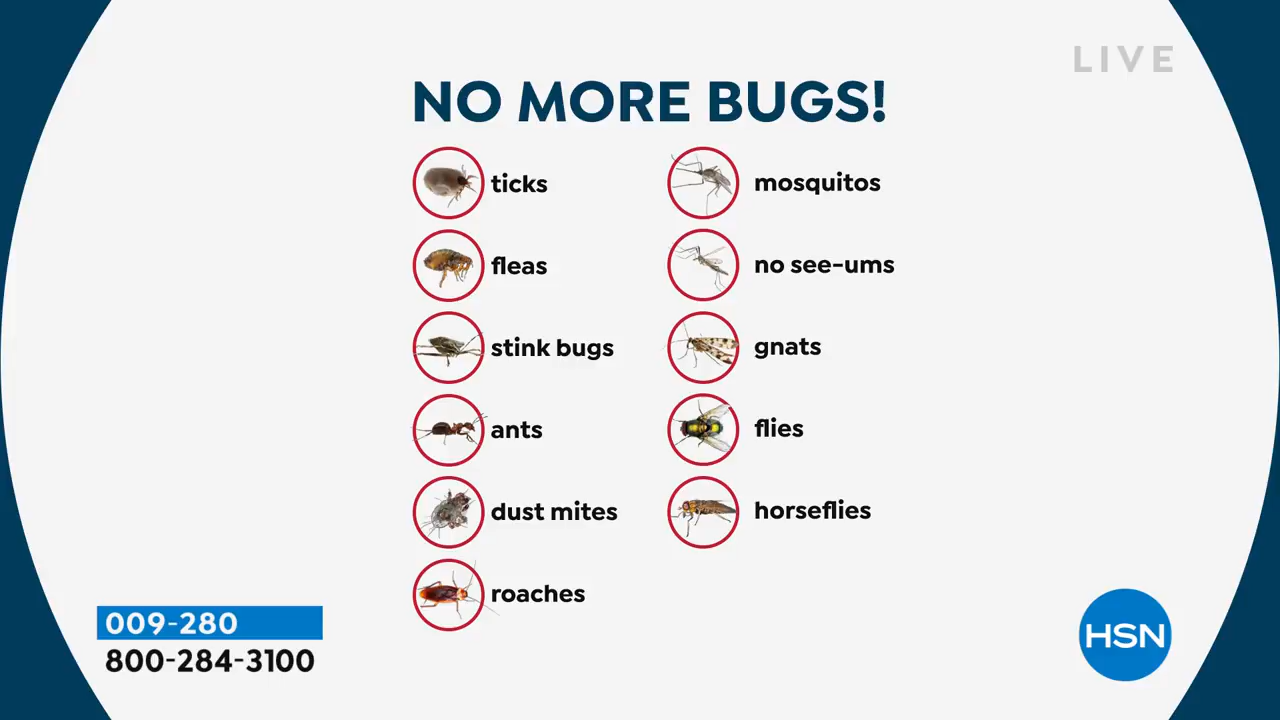 LIVE
NO MORE BUGS!
ticks
fleas
stink bugs
ants
dust mites
roaches
mosquitos
no see-ums
gnats
flies
horseflies
009-280
800-284-3100
HSN